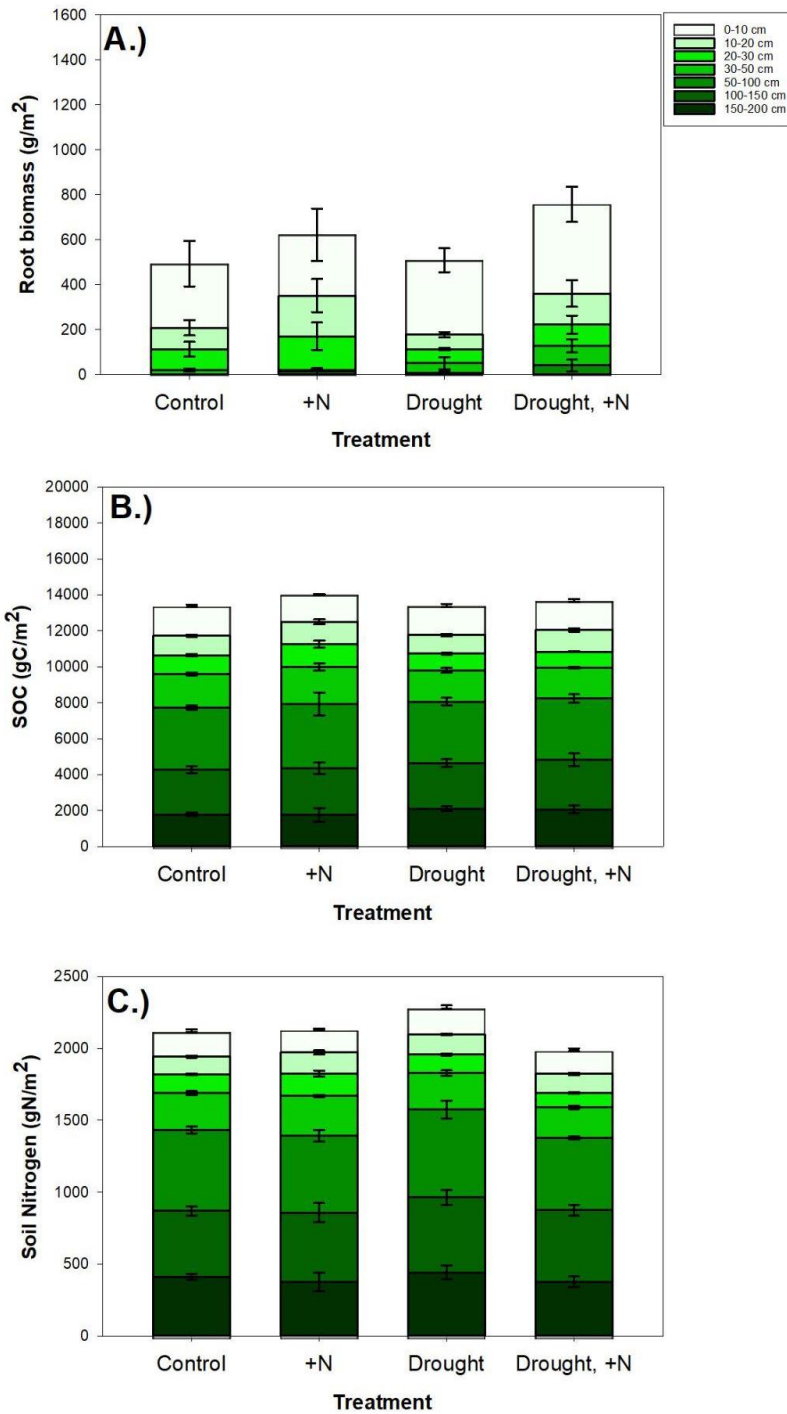 A.)
1600
1400
1200
1000
800
600
400
200
0
Root biomass (g/m²)
Control +N Drought Drought, +N
Treatment
0-10 cm
10-20 cm
20-30 cm
30-50 cm
50-100 cm
100-150 cm
150-200 cm
B.)
20000
18000
16000
14000
12000
10000
8000
6000
4000
2000
0
SOC (gC/m²)
Control +N Drought Drought, +N
Treatment
C.)
2500
2000
1500
1000
500
0
Soil Nitrogen (gN/m²)
Control +N Drought Drought, +N
Treatment